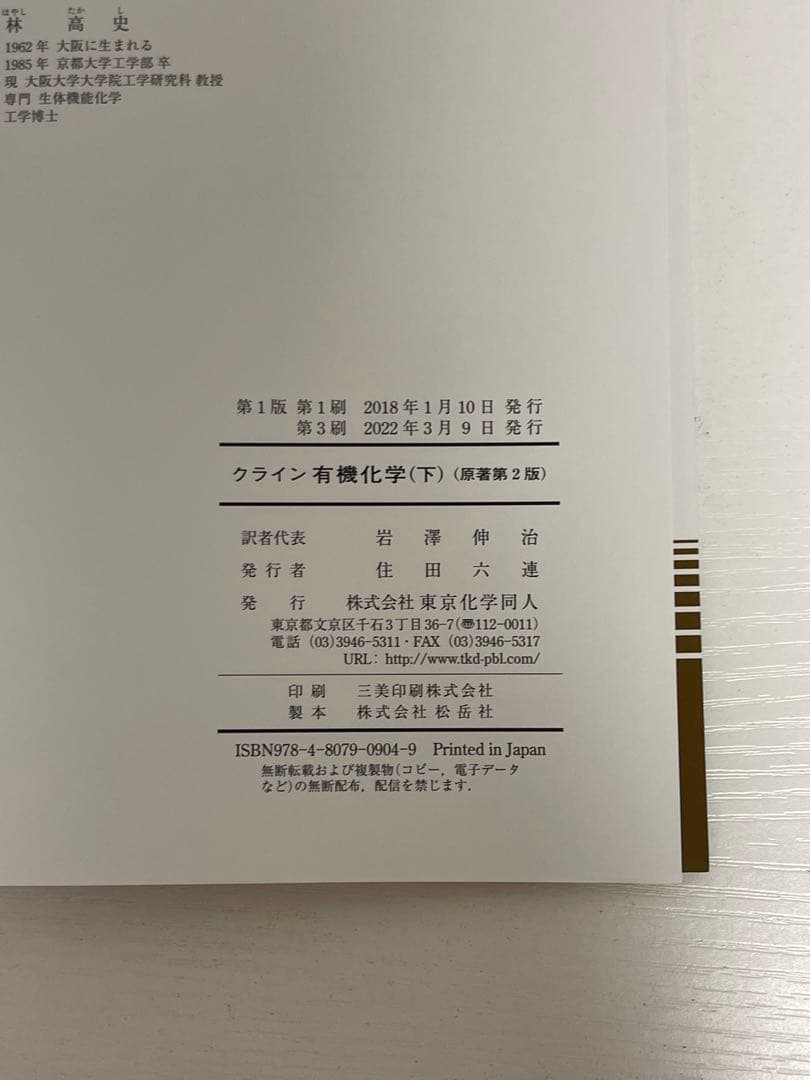 はやし たか し
林 高 史
1962年 大阪に生まれる
1985年 京都大学工学部 卒
現 大阪大学大学院工学研究科 教授
専門 生体機能化学
工学博士
第1版 第1刷 2018年1月10日 発行
第3刷 2022年3月9日 発行
クライン 有機化学(下)(原著第2版)
訳者代表 岩澤伸治
発行者 住田六連
発行 株式会社 東京化学同人
東京都文京区千石3丁目36-7(〠112-0011)
電話 (03)3946-5311・FAX (03)3946-5317
URL: http://www.tkd-pbl.com/
印刷 三美印刷株式会社
製本 株式会社 松岳社
ISBN978-4-8079-0904-9 Printed in Japan
無断転載および複製物(コピー,電子データ
など)の無断配布,配信を禁じます.